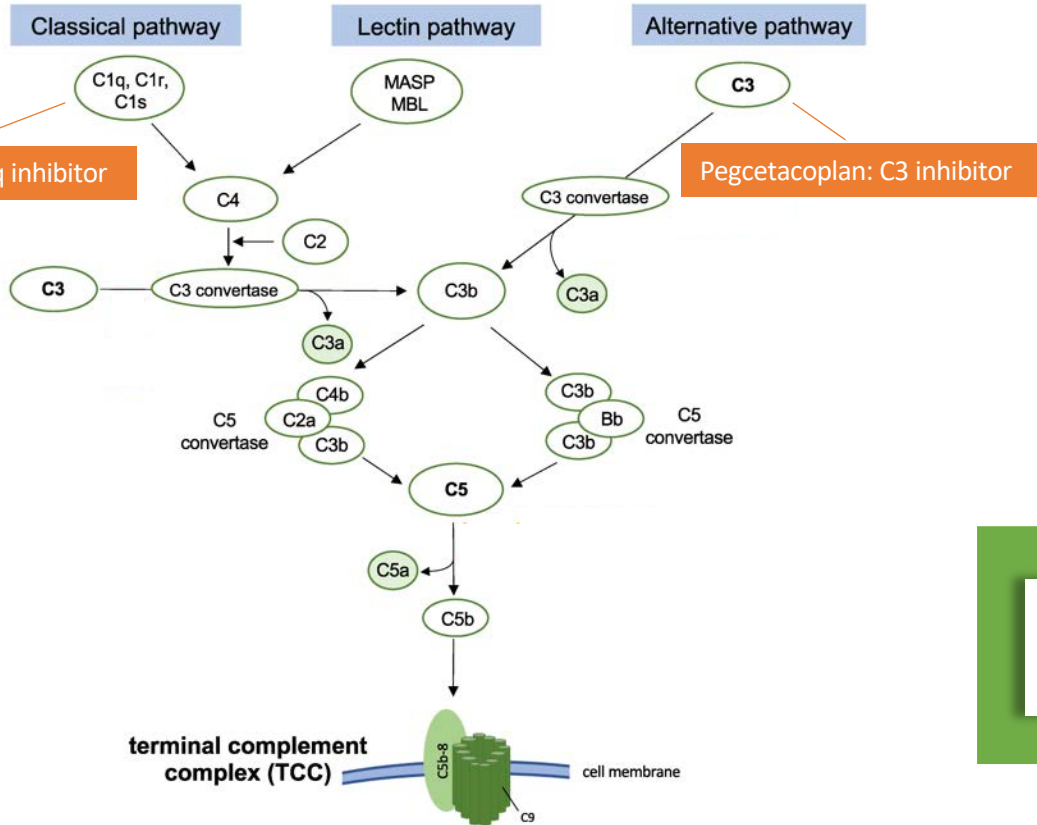 Classical pathway
Lectin pathway
Alternative pathway
C1q, C1r,
C1s
MASP
MBL
C3
inhibitor
Pegcetacoplan: C3 inhibitor
C4
C3 convertase
C2
C3
C3 convertase
C3b
C3a
C3a
C4b
C2a
C3b
C5
convertase
C3b
Bb
C3b
C5
convertase
C5
C5a
C5b
terminal complement
complex (TCC)
C5b-8
cell membrane
C9